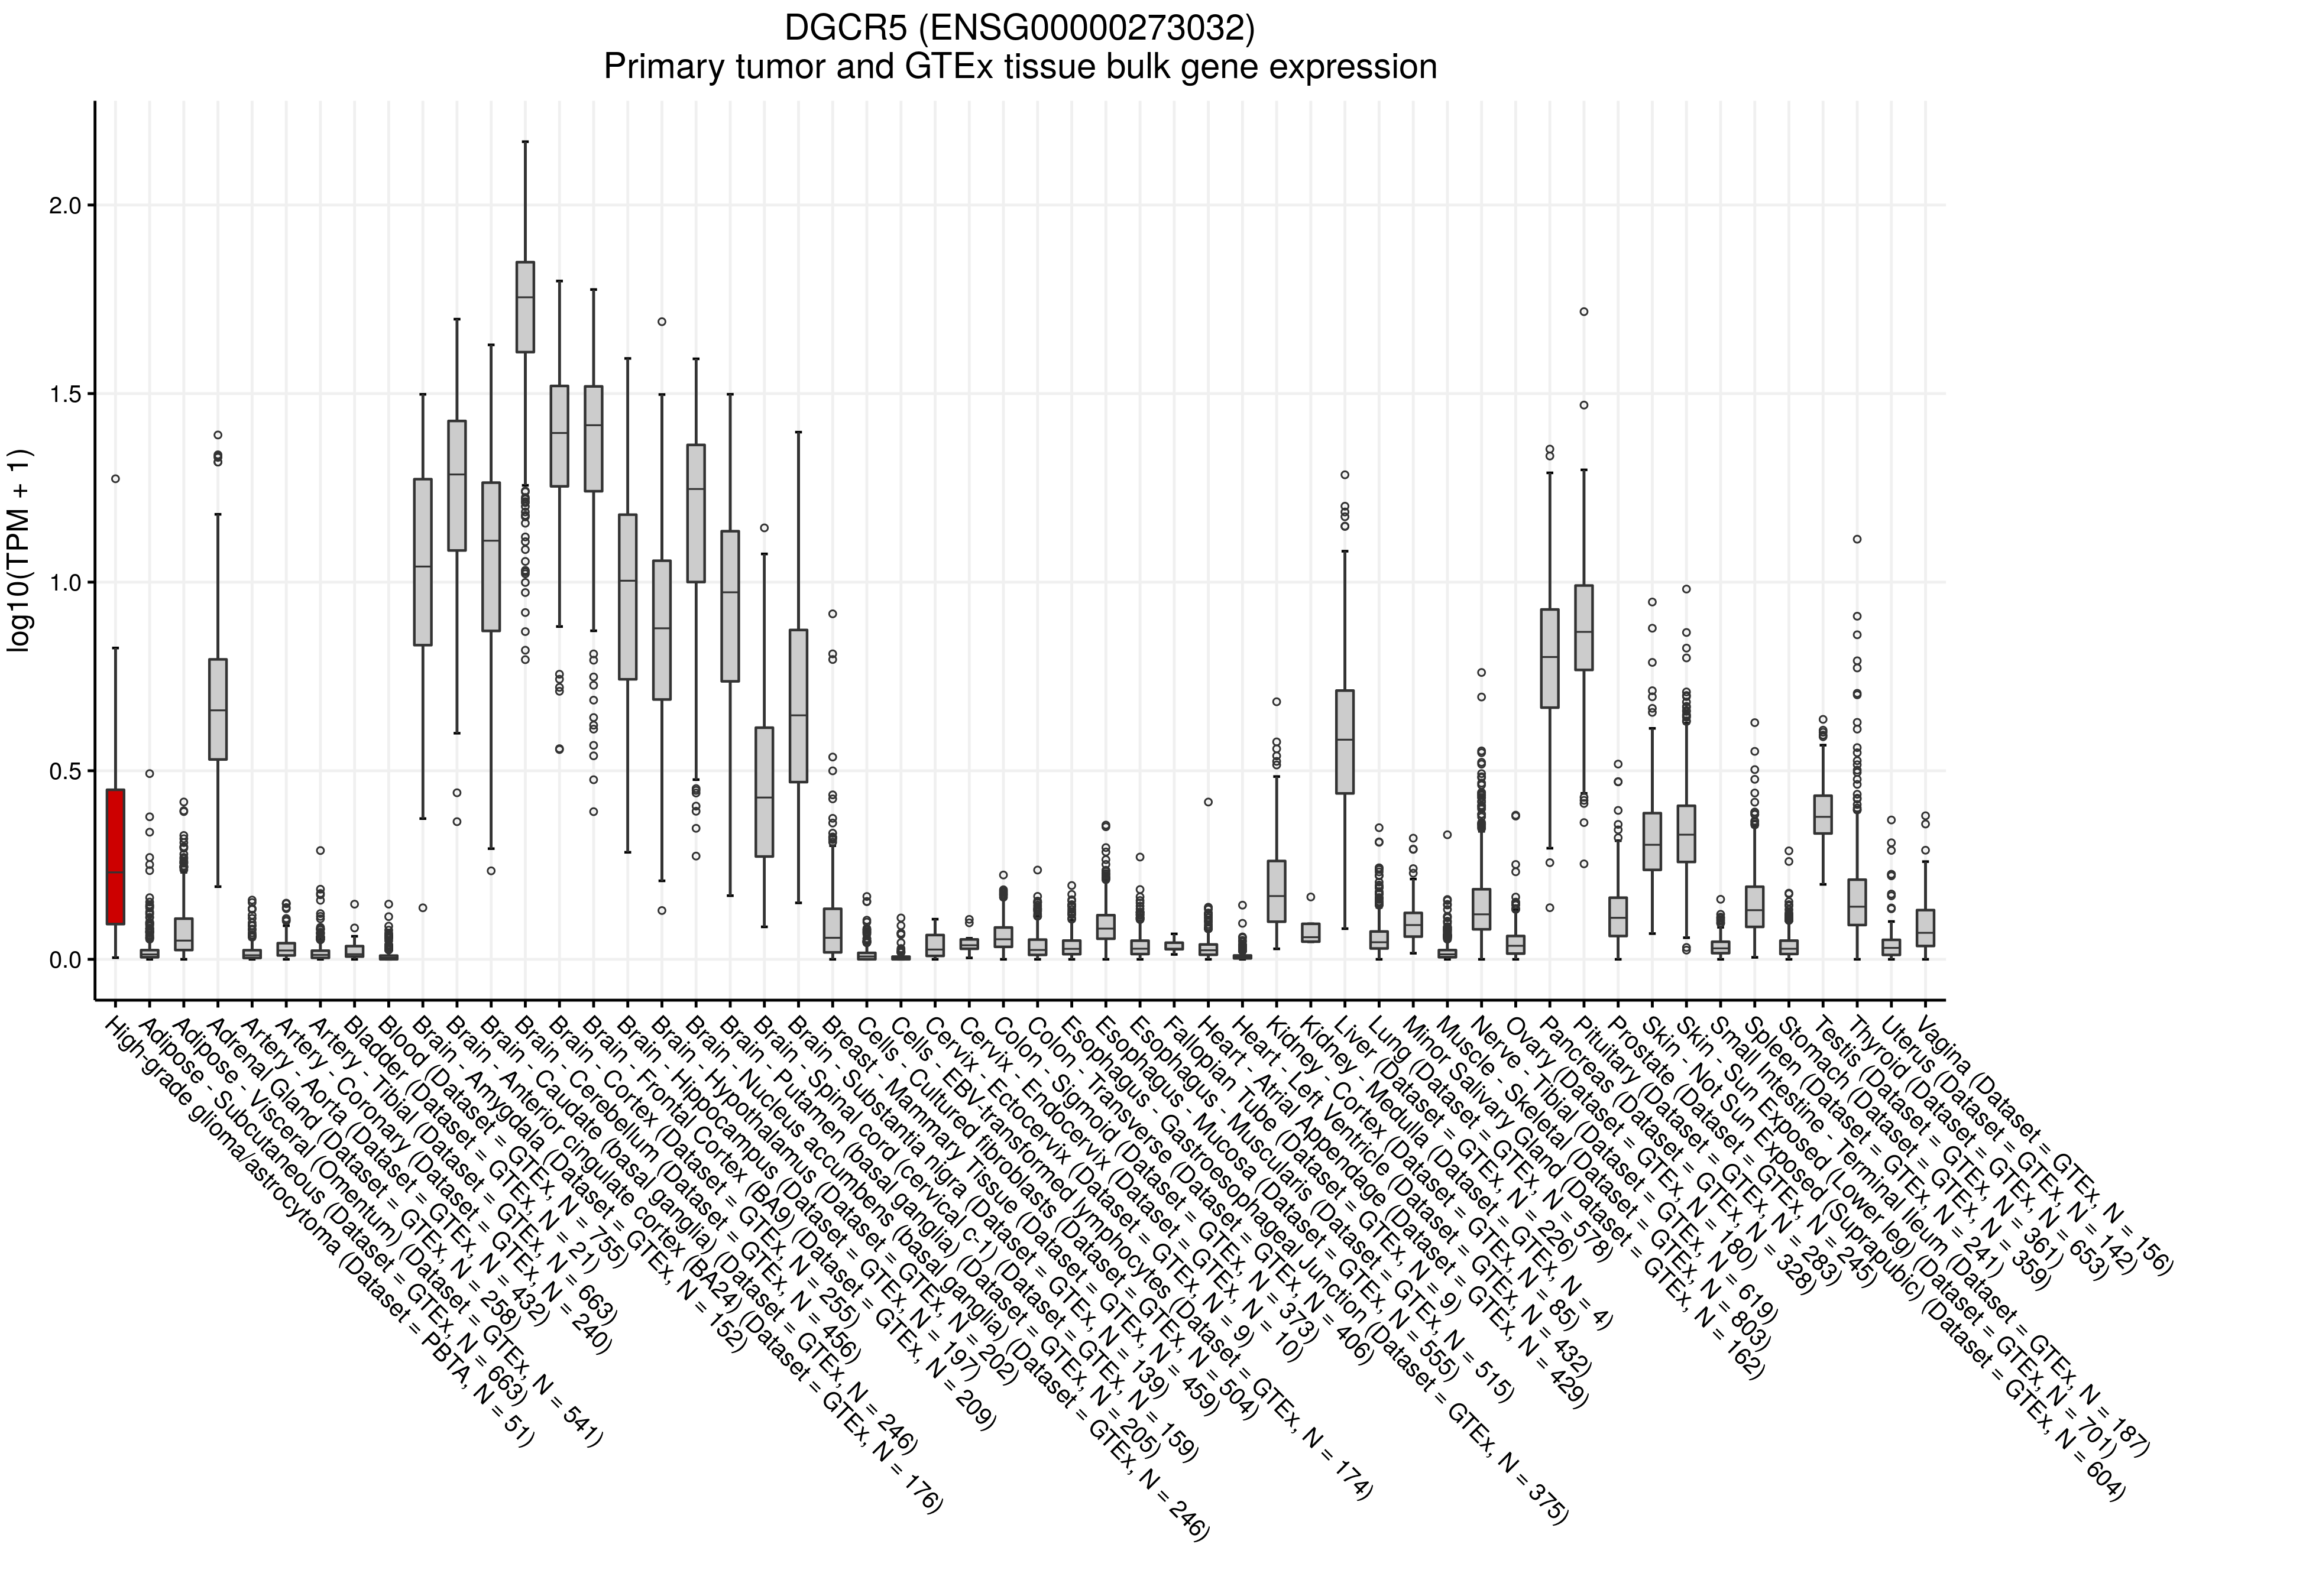 DGCR5 (ENSG00000273032)
Primary tumor and GTEx tissue bulk gene expression
log10(TPM + 1)
2.0
1.5
1.0
0.5
0.0
High-grade glioma/astrocytoma (Dataset = PBTA, N = 51)
Adipose - Subcutaneous (Dataset = GTEx, N = 663)
Adipose - Visceral (Omentum) (Dataset = GTEx, N = 541)
Adrenal Gland (Dataset = GTEx, N = 258)
Artery - Aorta (Dataset = GTEx, N = 432)
Artery - Coronary (Dataset = GTEx, N = 240)
Artery - Tibial (Dataset = GTEx, N = 663)
Bladder (Dataset = GTEx, N = 21)
Blood (Dataset = GTEx, N = 755)
Brain - Amygdala (Dataset = GTEx, N = 152)
Brain - Anterior cingulate cortex (BA24) (Dataset = GTEx, N = 176)
Brain - Caudate (basal ganglia) (Dataset = GTEx, N = 246)
Brain - Cerebellum (Dataset = GTEx, N = 456)
Brain - Cortex (Dataset = GTEx, N = 255)
Brain - Frontal Cortex (BA9) (Dataset = GTEx, N = 209)
Brain - Hippocampus (Dataset = GTEx, N = 197)
Brain - Hypothalamus (Dataset = GTEx, N = 202)
Brain - Nucleus accumbens (basal ganglia) (Dataset = GTEx, N = 246)
Brain - Putamen (basal ganglia) (Dataset = GTEx, N = 205)
Brain - Spinal cord (cervical c-1) (Dataset = GTEx, N = 159)
Brain - Substantia nigra (Dataset = GTEx, N = 139)
Breast - Mammary Tissue (Dataset = GTEx, N = 459)
Cells - Cultured fibroblasts (Dataset = GTEx, N = 504)
Cells - EBV-transformed lymphocytes (Dataset = GTEx, N = 174)
Cervix - Ectocervix (Dataset = GTEx, N = 9)
Cervix - Endocervix (Dataset = GTEx, N = 10)
Colon - Sigmoid (Dataset = GTEx, N = 373)
Colon - Transverse (Dataset = GTEx, N = 406)
Esophagus - Gastroesophageal Junction (Dataset = GTEx, N = 375)
Esophagus - Mucosa (Dataset = GTEx, N = 555)
Esophagus - Muscularis (Dataset = GTEx, N = 515)
Fallopian Tube (Dataset = GTEx, N = 9)
Heart - Atrial Appendage (Dataset = GTEx, N = 429)
Heart - Left Ventricle (Dataset = GTEx, N = 432)
Kidney - Cortex (Dataset = GTEx, N = 85)
Kidney - Medulla (Dataset = GTEx, N = 4)
Liver (Dataset = GTEx, N = 226)
Lung (Dataset = GTEx, N = 578)
Minor Salivary Gland (Dataset = GTEx, N = 162)
Muscle - Skeletal (Dataset = GTEx, N = 803)
Nerve - Tibial (Dataset = GTEx, N = 619)
Ovary (Dataset = GTEx, N = 180)
Pancreas (Dataset = GTEx, N = 328)
Pituitary (Dataset = GTEx, N = 283)
Prostate (Dataset = GTEx, N = 245)
Skin - Not Sun Exposed (Suprapubic) (Dataset = GTEx, N = 604)
Skin - Sun Exposed (Lower leg) (Dataset = GTEx, N = 701)
Small Intestine - Terminal Ileum (Dataset = GTEx, N = 187)
Spleen (Dataset = GTEx, N = 241)
Stomach (Dataset = GTEx, N = 359)
Testis (Dataset = GTEx, N = 361)
Thyroid (Dataset = GTEx, N = 653)
Uterus (Dataset = GTEx, N = 142)
Vagina (Dataset = GTEx, N = 156)